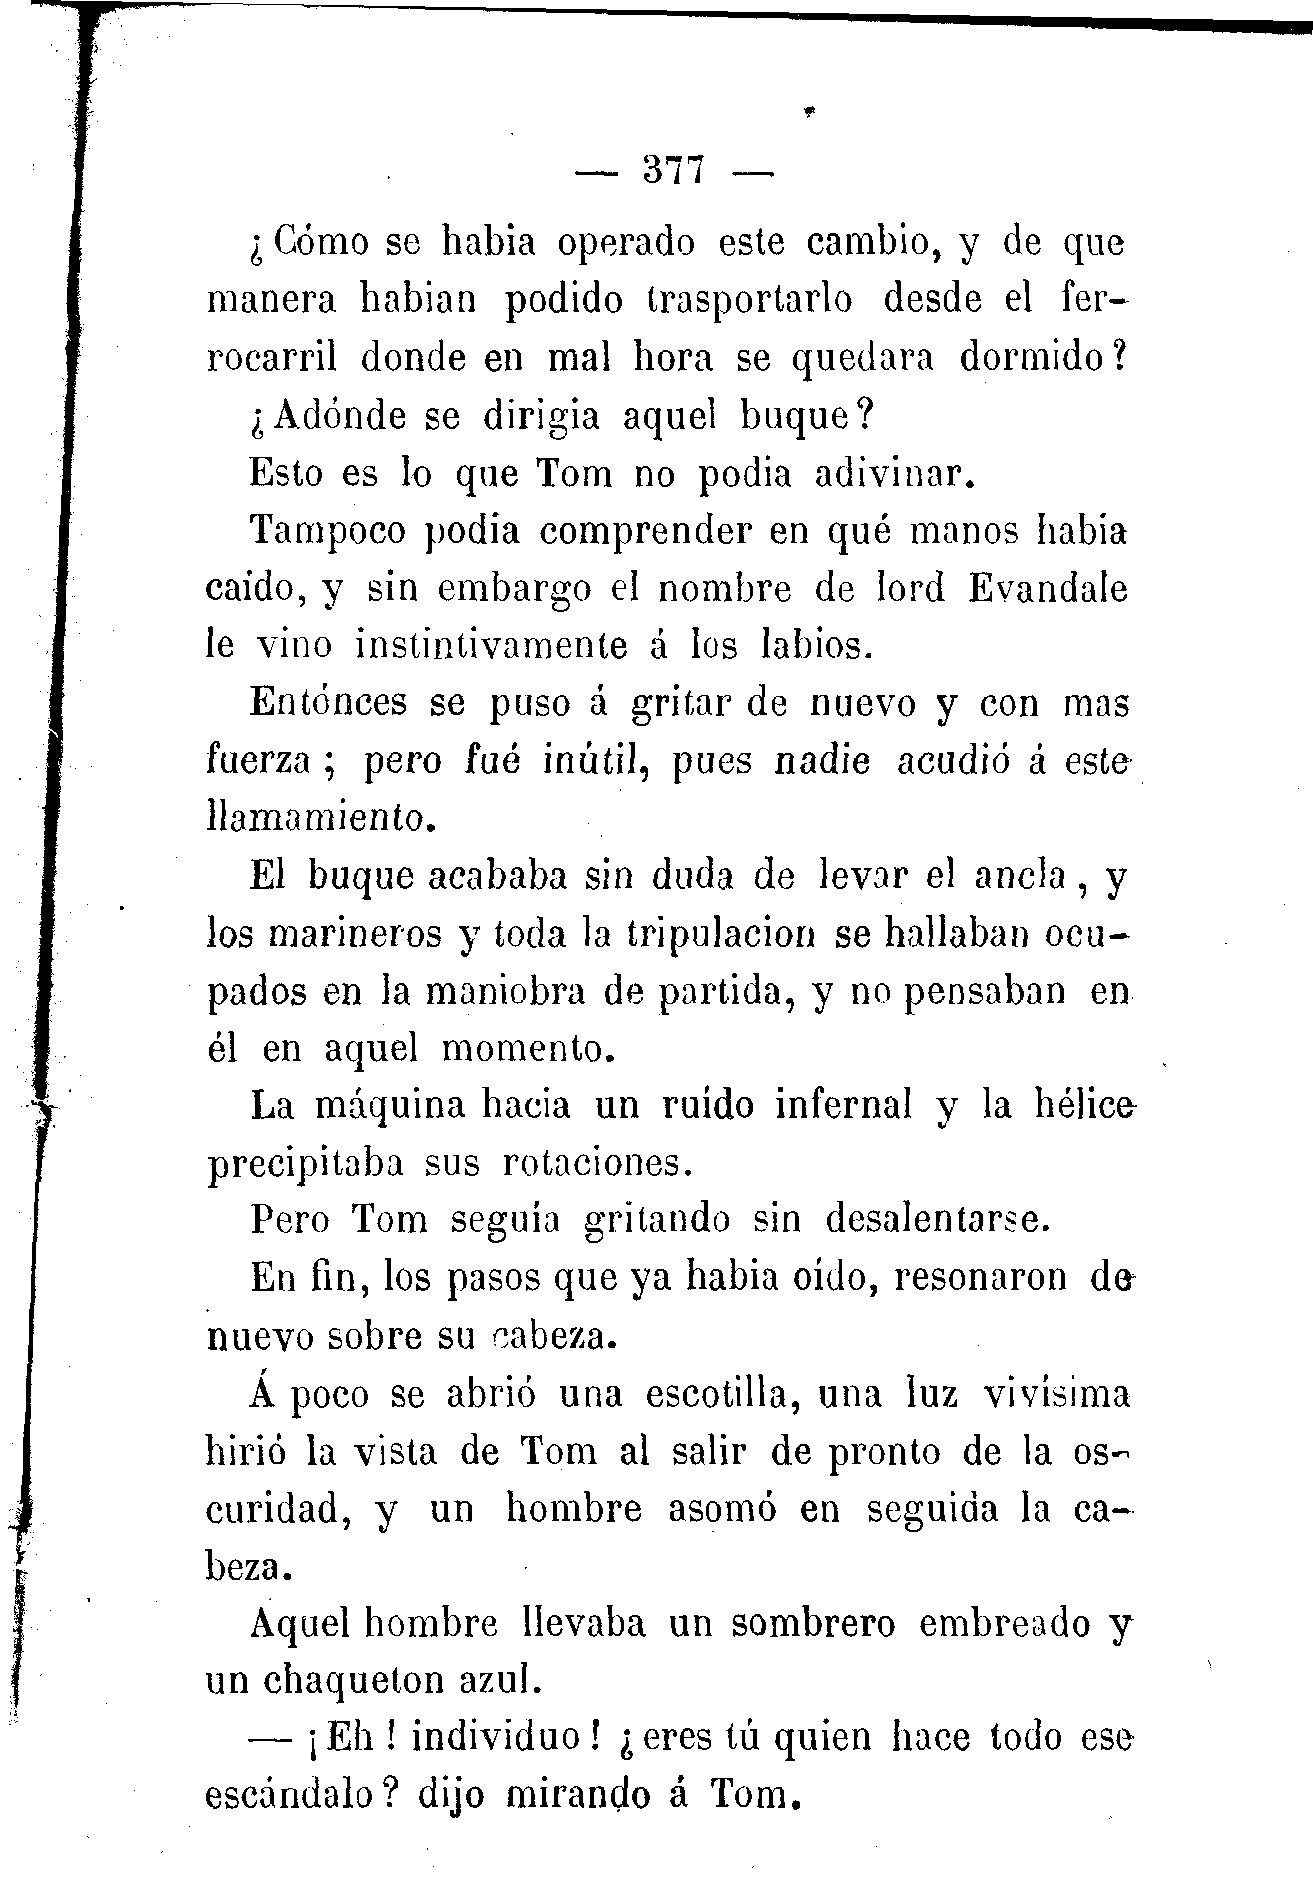 — 377 —
¿Cómo se habia operado este cambio, y de que
manera habian podido trasportarlo desde el fer-
rocarril donde en mal hora se quedara dormido?
¿Adónde se dirigia aquel buque?
Esto es lo que Tom no podia adivinar.
Tampoco podia comprender en qué manos habia
caido, y sin embargo el nombre de lord Evandale
le vino instintivamente á los labios.
Entónces se puso á gritar de nuevo y con mas
fuerza ; pero fué inútil, pues nadie acudió á este
llamamiento.
El buque acababa sin duda de levar el ancla , y
los marineros y toda la tripulacion se hallaban ocu-
pados en la maniobra de partida, y no pensaban en
él en aquel momento.
La máquina hacia un ruído infernal y la hélice
precipitaba sus rotaciones.
Pero Tom seguía gritando sin desalentarse.
En fin, los pasos que ya habia oído, resonaron de
nuevo sobre su cabeza.
Á poco se abrió una escotilla, una luz vivísima
hirió la vista de Tom al salir de pronto de la os-
curidad, y un hombre asomó en seguida la ca-
beza.
Aquel hombre llevaba un sombrero embreado y
un chaqueton azul.
— ¡Eh ! individuo ! ¿eres tú quien hace todo ese
escándalo? dijo mirando á Tom.